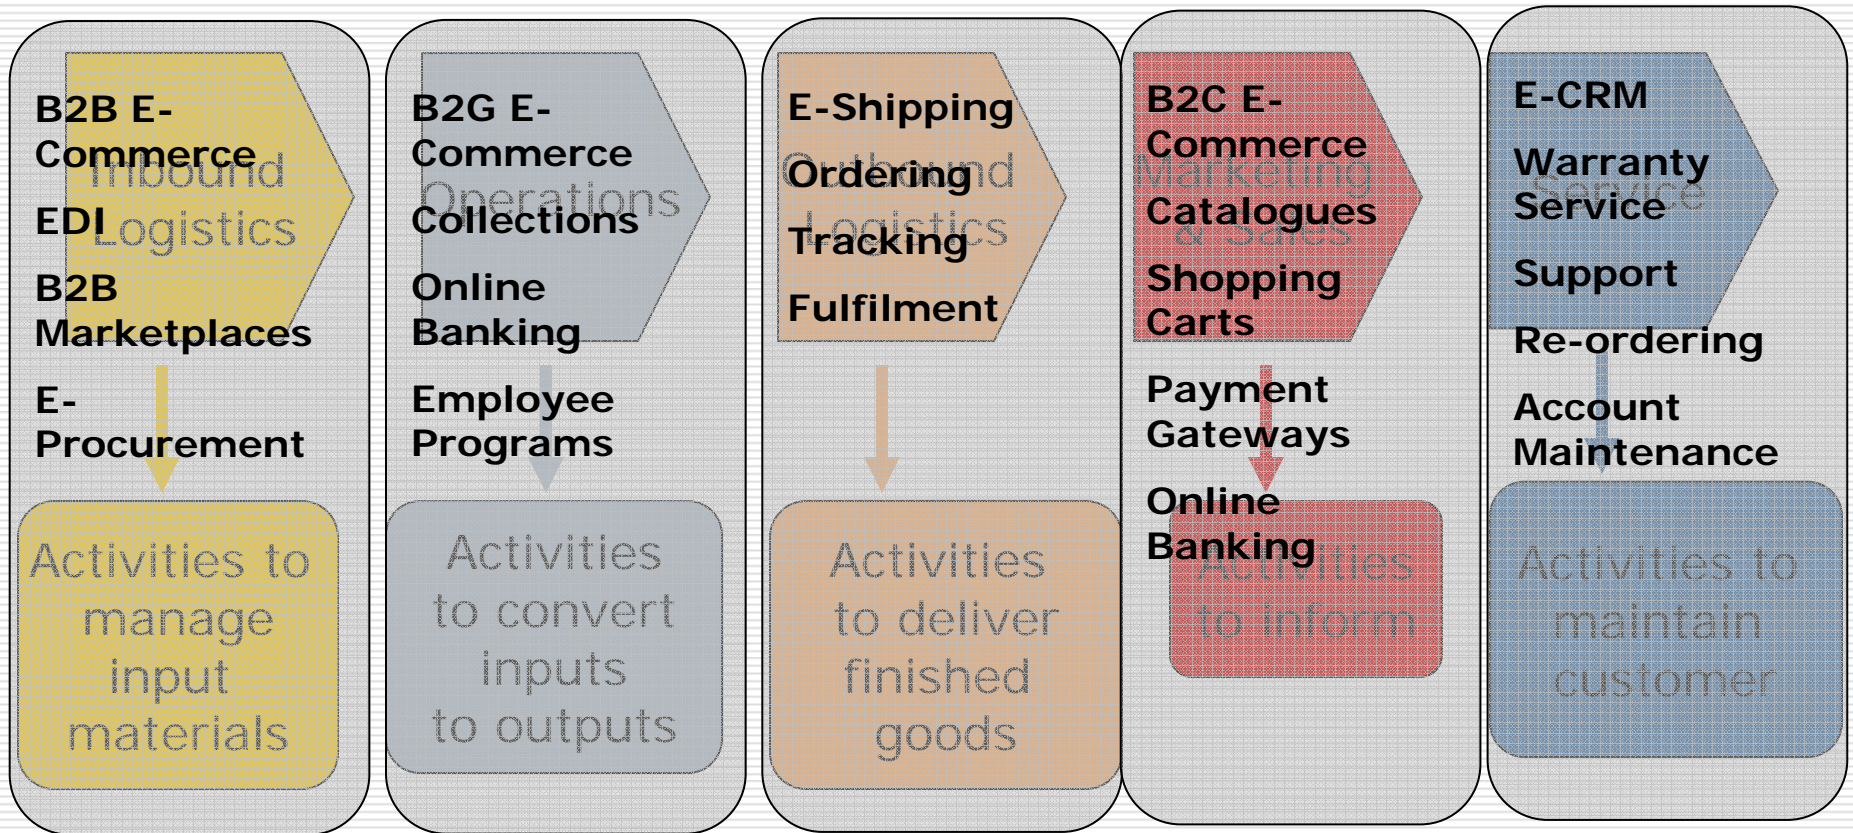 B2B E-
Commerce
EDI
B2B
Marketplaces
E-
Procurement
Inbound
Logistics
Activities to
manage
input
materials
B2G E-
Commerce
Collections
Online
Banking
Employee
Programs
Operations
Activities
to convert
inputs
to outputs
E-Shipping
Ordering
Tracking
Fulfilment
Outbound
Logistics
Activities
to deliver
finished
goods
B2C E-
Commerce
Catalogues
Shopping
Carts
Payment
Gateways
Online
Banking
Marketing
& Sales
Activities
to inform
E-CRM
Warranty
Service
Support
Re-ordering
Account
Maintenance
Service
Activities to
maintain
customer